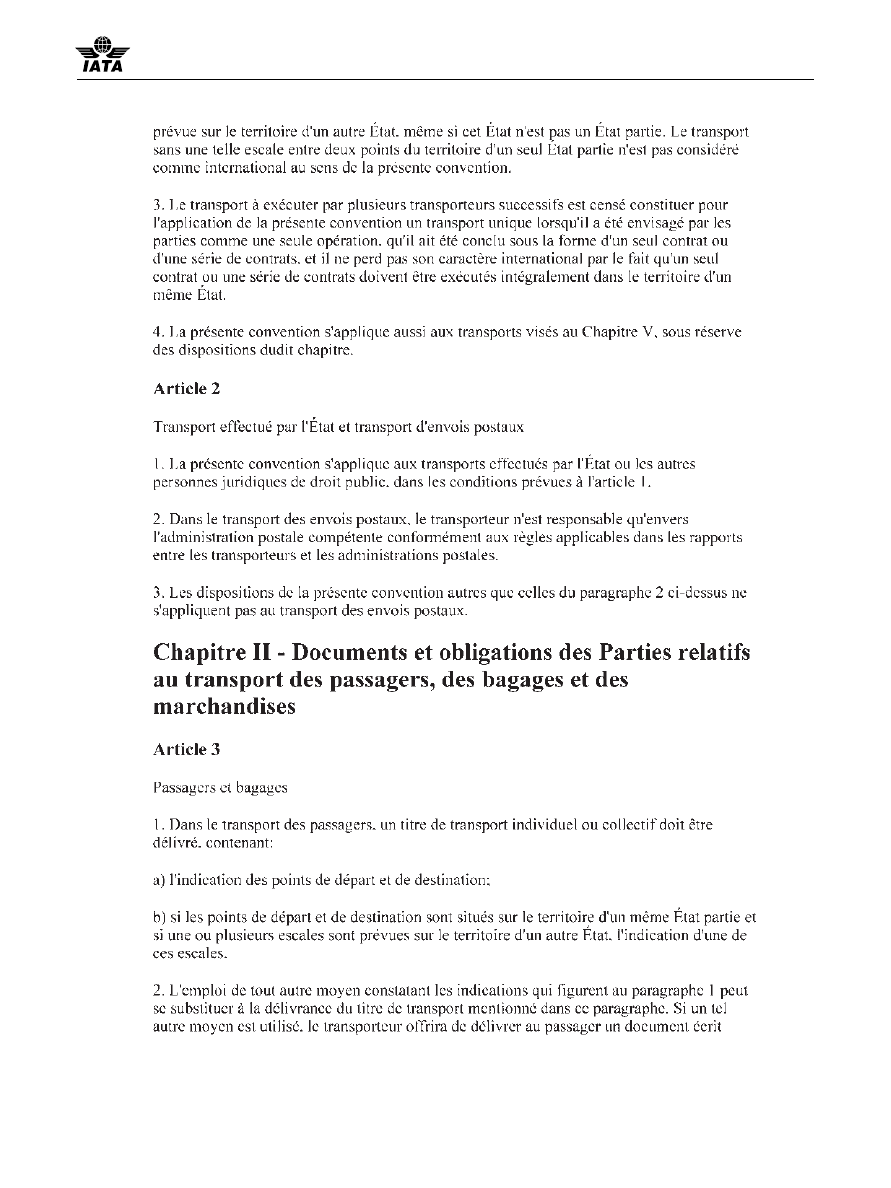 IATA
prévue sur le territoire d'un autre État, même si cet État n'est pas un État partie. Le transport
sans une telle escale entre deux points du territoire d'un seul État partie n'est pas considéré
comme international au sens de la présente convention.
3. Le transport à exécuter par plusieurs transporteurs successifs est censé constituer pour
l'application de la présente convention un transport unique lorsqu'il a été envisagé par les
parties comme une seule opération, qu'il ait été conclu sous la forme d'un seul contrat ou
d'une série de contrats, et il ne perd pas son caractère international par le fait qu'un seul
contrat ou une série de contrats doivent être exécutés intégralement dans le territoire d'un
même État.
4. La présente convention s'applique aussi aux transports visés au Chapitre V, sous réserve
des dispositions dudit chapitre.
Article 2
Transport effectué par l'État et transport d'envois postaux
1. La présente convention s'applique aux transports effectués par l'État ou les autres
personnes juridiques de droit public, dans les conditions prévues à l'article 1.
2. Dans le transport des envois postaux, le transporteur n'est responsable qu'envers
l'administration postale compétente conformément aux règles applicables dans les rapports
entre les transporteurs et les administrations postales.
3. Les dispositions de la présente convention autres que celles du paragraphe 2 ci-dessus ne
s'appliquent pas au transport des envois postaux.
Chapitre II - Documents et obligations des Parties relatifs
au transport des passagers, des bagages et des
marchandises
Article 3
Passagers et bagages
1. Dans le transport des passagers, un titre de transport individuel ou collectif doit être
délivré, contenant:
a) l'indication des points de départ et de destination;
b) si les points de départ et de destination sont situés sur le territoire d'un même État partie et
si une ou plusieurs escales sont prévues sur le territoire d'un autre État, l'indication d'une de
ces escales.
2. L'emploi de tout autre moyen constatant les indications qui figurent au paragraphe 1 peut
se substituer à la délivrance du titre de transport mentionné dans ce paragraphe. Si un tel
autre moyen est utilisé, le transporteur offrira de délivrer au passager un document écrit